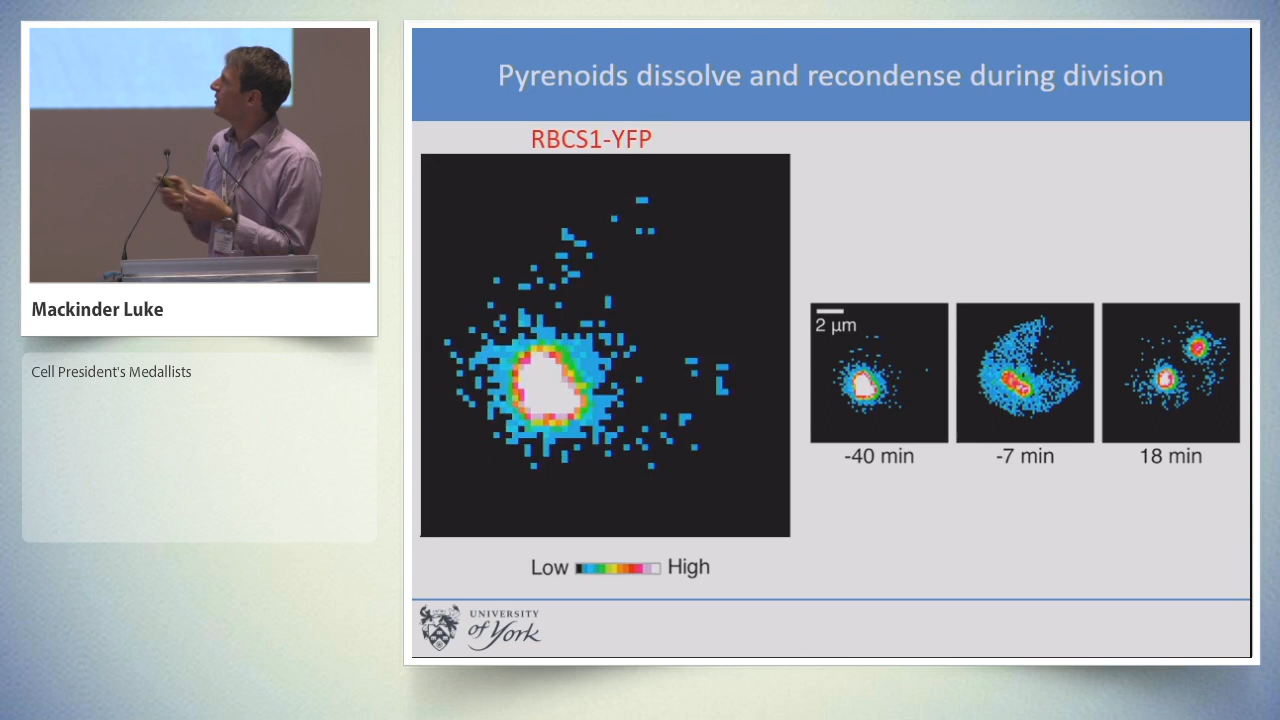 Mackinder Luke
Cell President's Medallists
Pyrenoids dissolve and recondense during division
RBCS1-YFP
Low High
2 µm
-40 min
-7 min
18 min
UNIVERSITY
of York